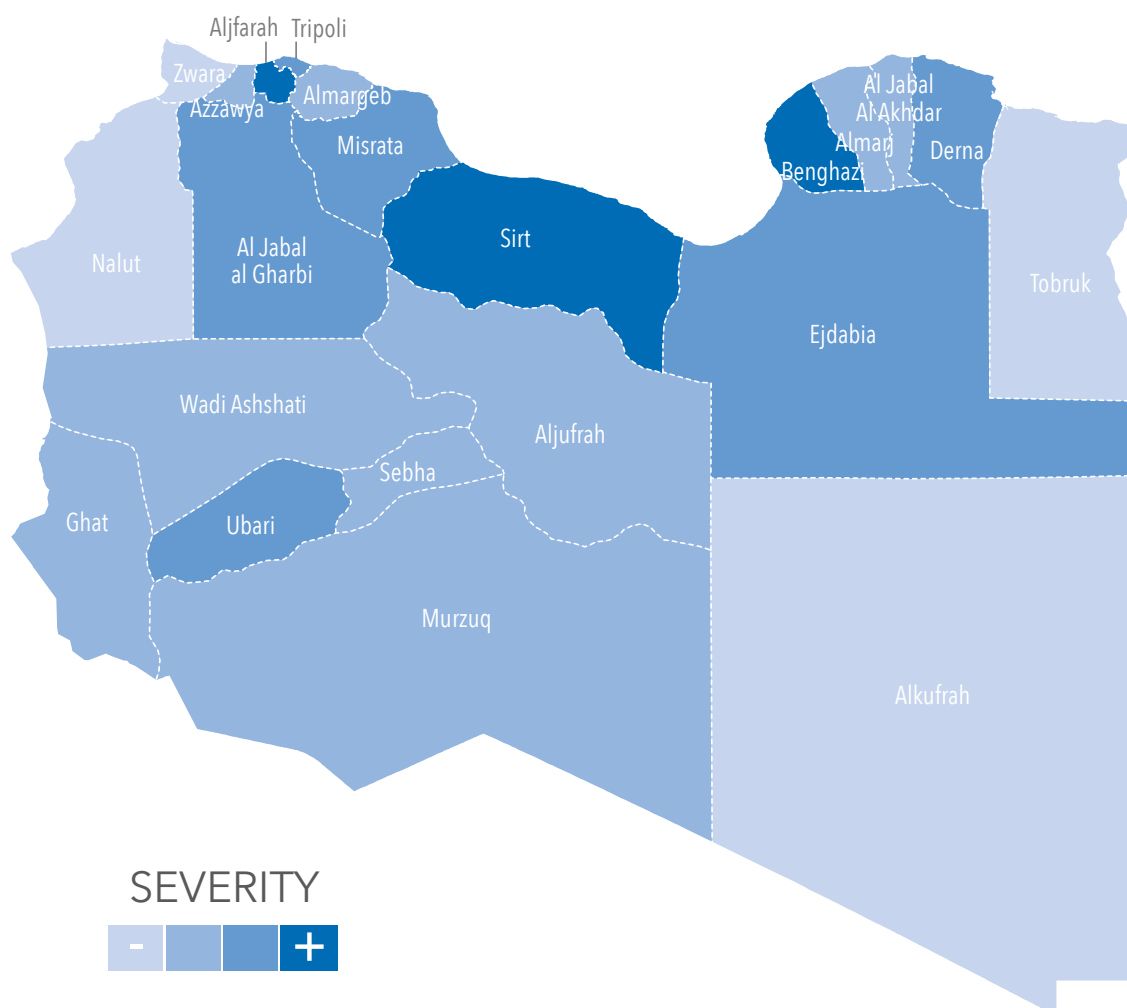 Aljfarah
Tripoli
Zwara
Azzawya
Almargeb
Misrata
Al Jabal
Al Akhdar
Almarj
Derna
Benghazi
Nalut
Al Jabal
al Gharbi
Sirt
Tobruk
Ejdabia
Wadi Ashshati
Aljufrah
Sebha
Ghat
Ubari
Murzuq
Alkufrah
SEVERITY
- +